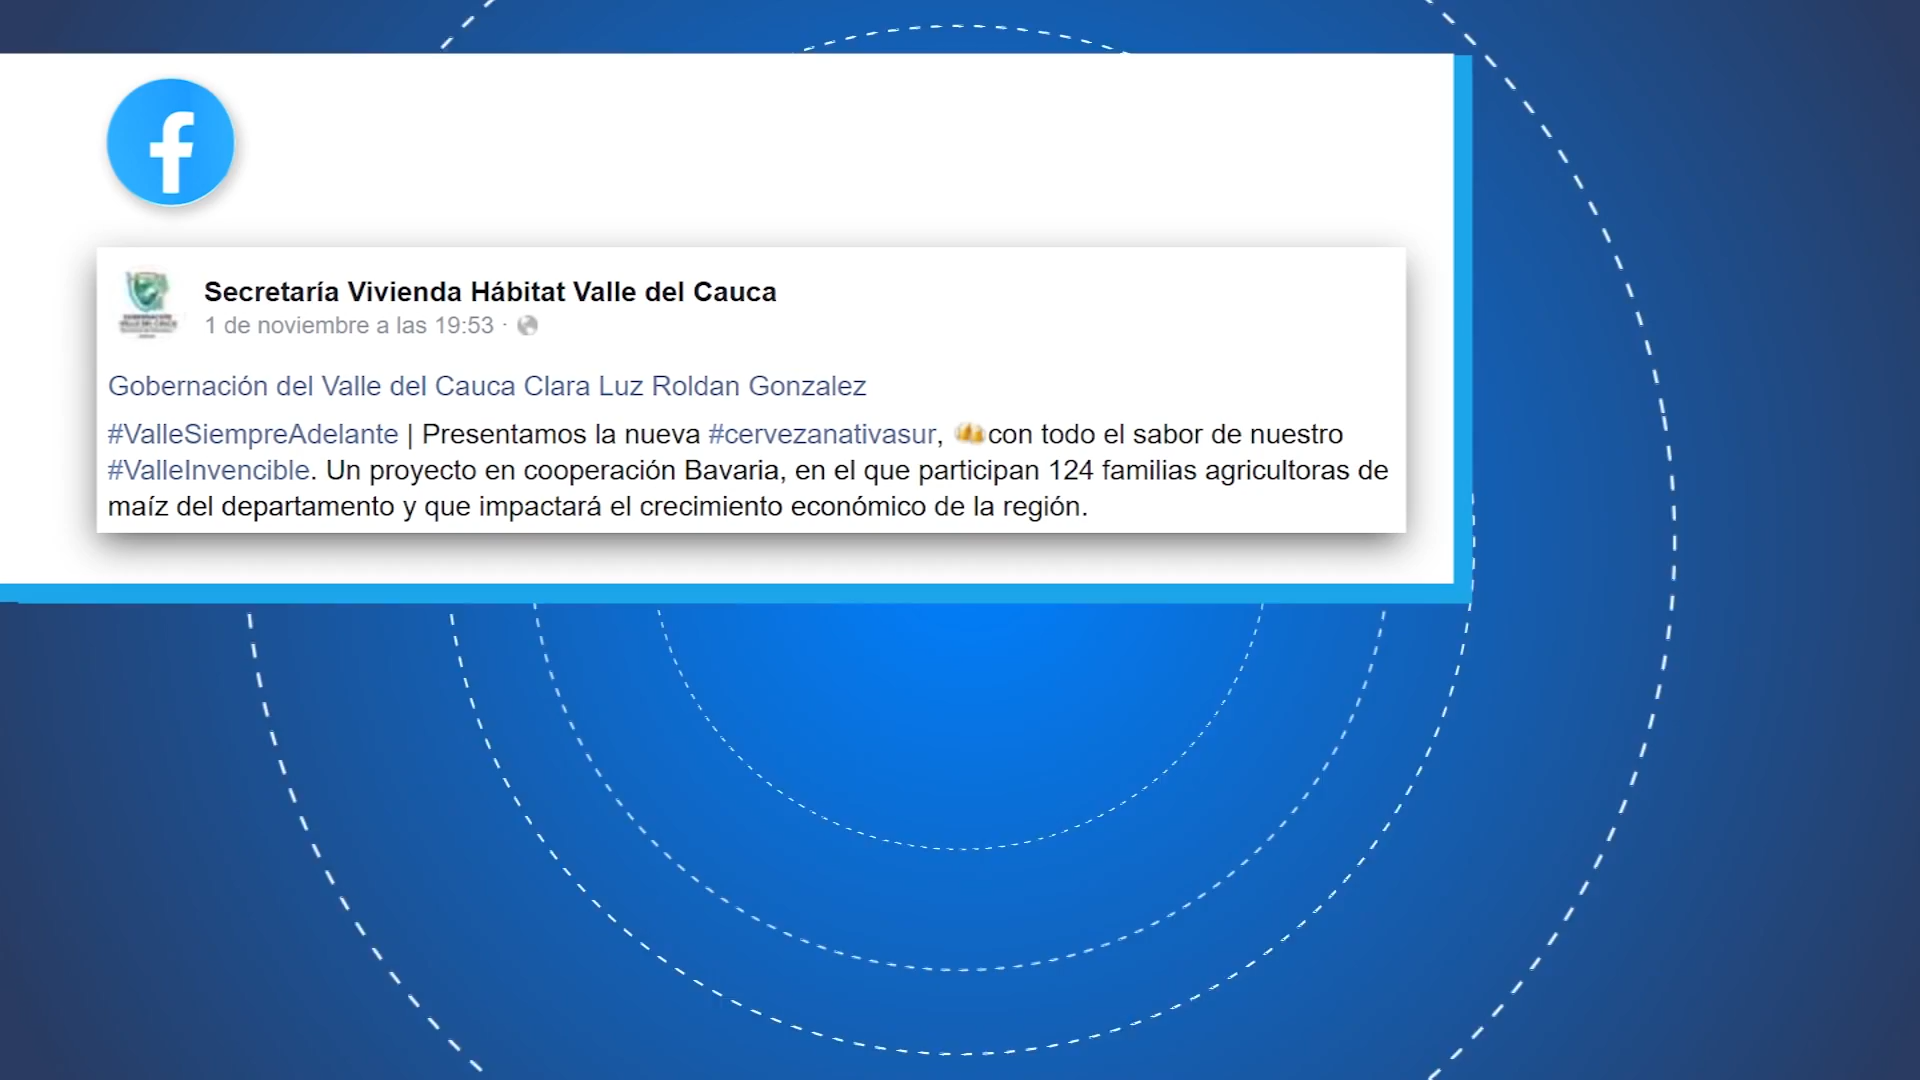 Secretaría Vivienda Hábitat Valle del Cauca
1 de noviembre a las 19:53 ·
Gobernación del Valle del Cauca Clara Luz Roldan Gonzalez
#ValleSiempreAdelante | Presentamos la nueva #cervezanativasur, 🍻con todo el sabor de nuestro
#ValleInvencible. Un proyecto en cooperación Bavaria, en el que participan 124 familias agricultoras de
maíz del departamento y que impactará el crecimiento económico de la región.